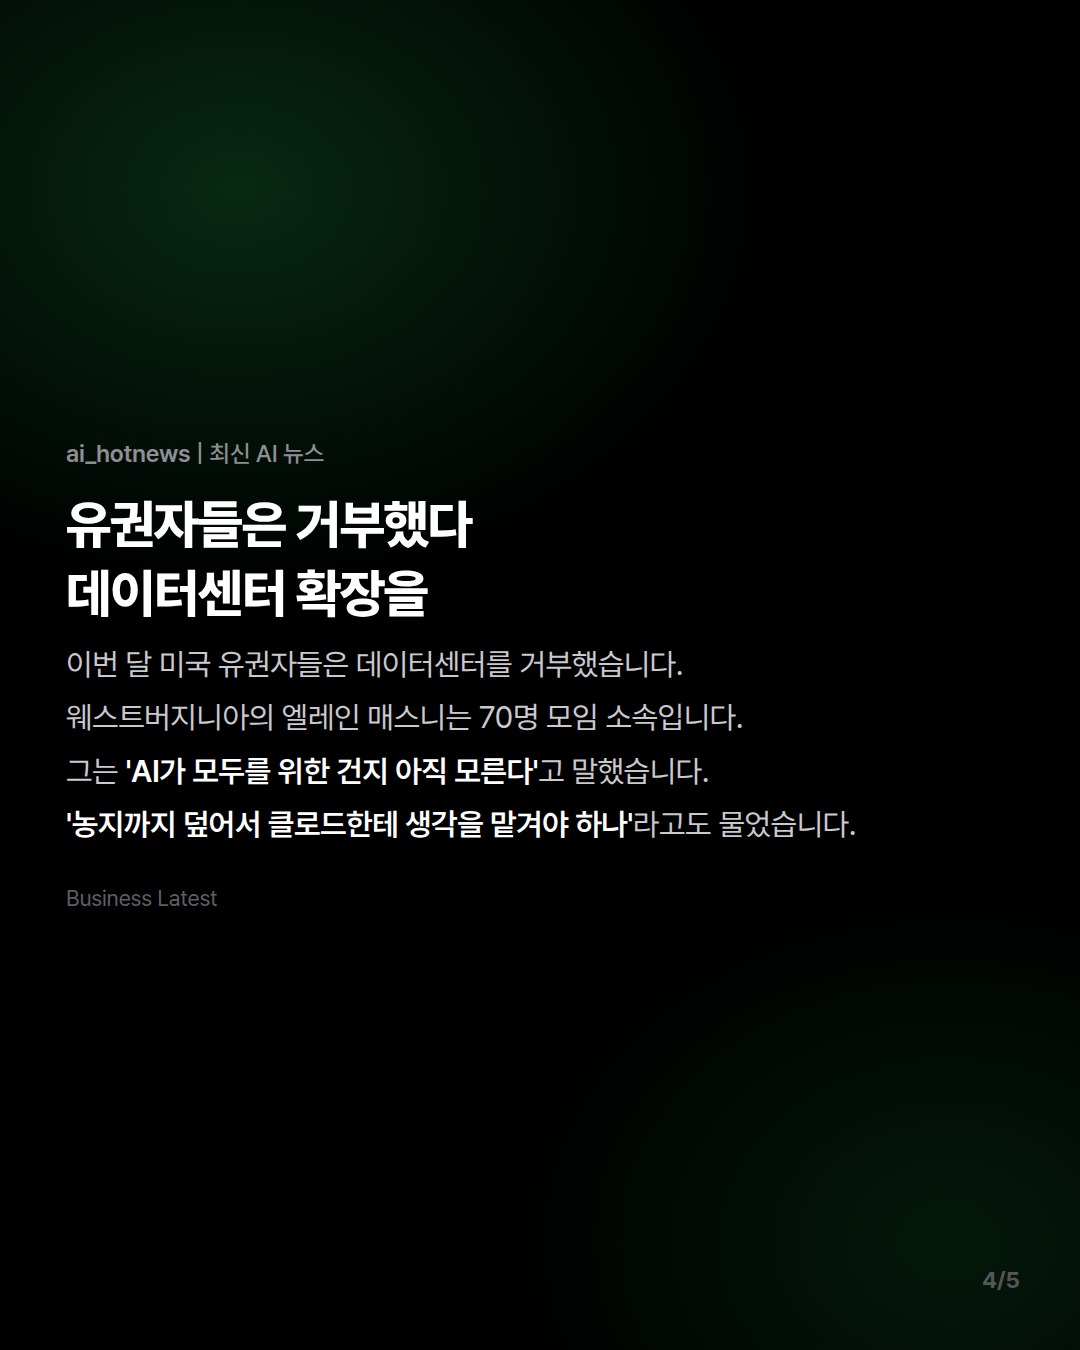 ai_hotnews | 최신 AI 뉴스
유권자들은 거부했다
데이터센터 확장을
이번 달 미국 유권자들은 데이터센터를 거부했습니다.
웨스트버지니아의 엘레인 매스니는 70명 모임 소속입니다.
그는 'AI가 모두를 위한 건지 아직 모른다'고 말했습니다.
'농지까지 덮어서 클로드한테 생각을 맡겨야 하나'라고도 물었습니다.
Business Latest
4/5